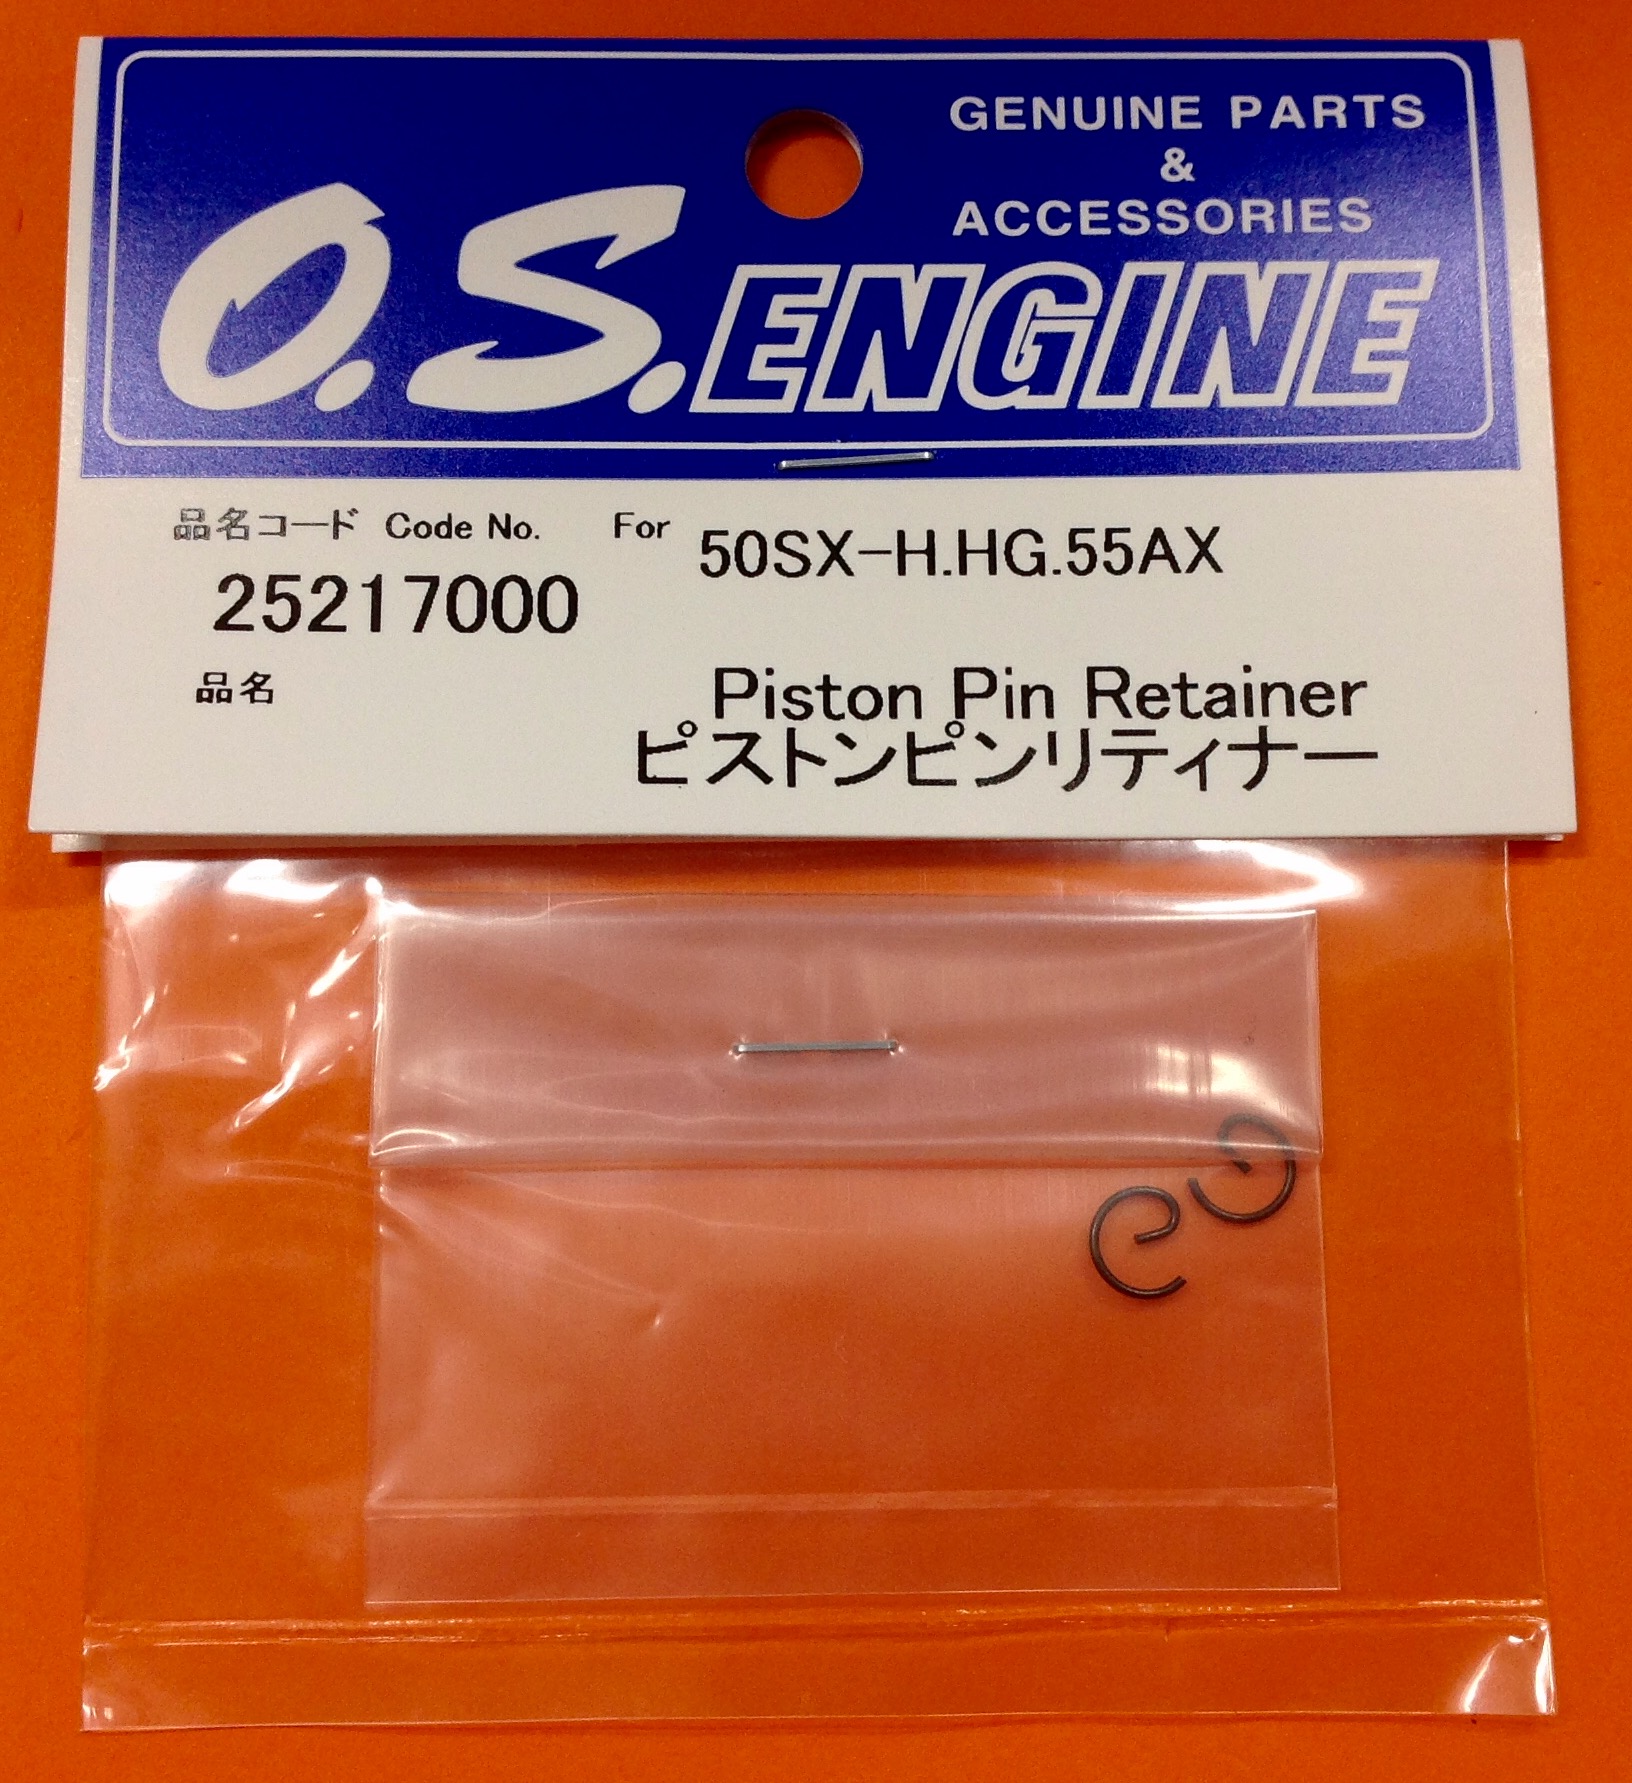 GENUINE PARTS
&
ACCESSORIES
O.S.ENGINE
品名コード Code No. For 50SX-H.HG.55AX
25217000
品名 Piston Pin Retainer
ピストンピンリティナー